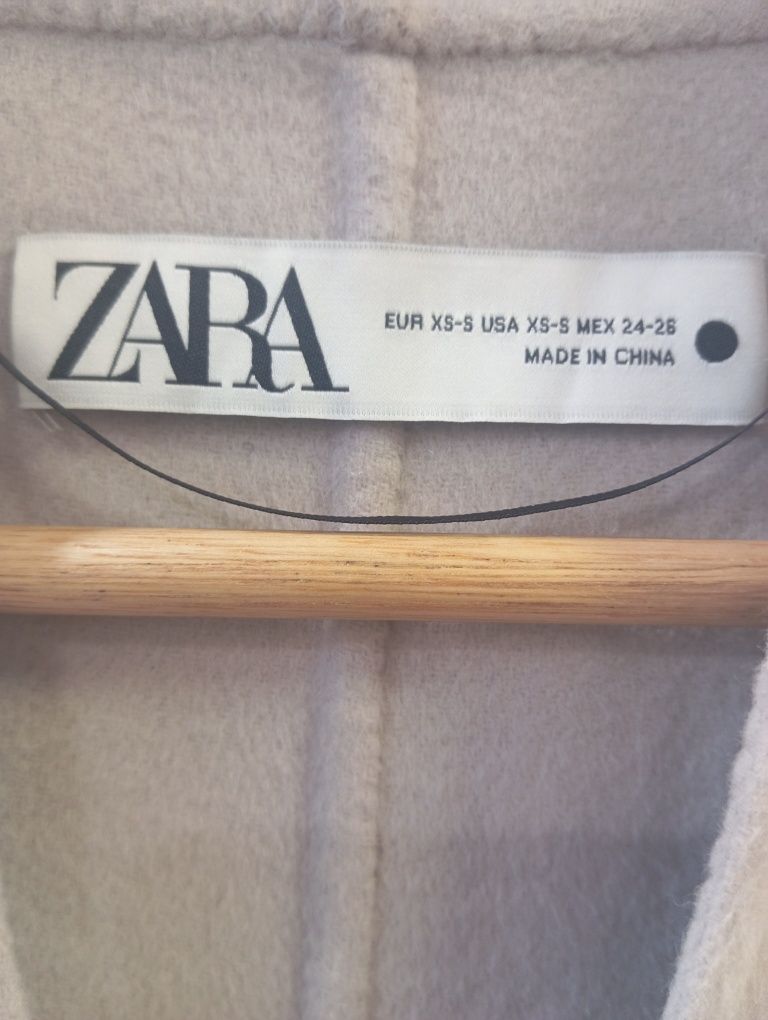 ZARA
EUR XS-S USA XS-S MEX 24-26
MADE IN CHINA